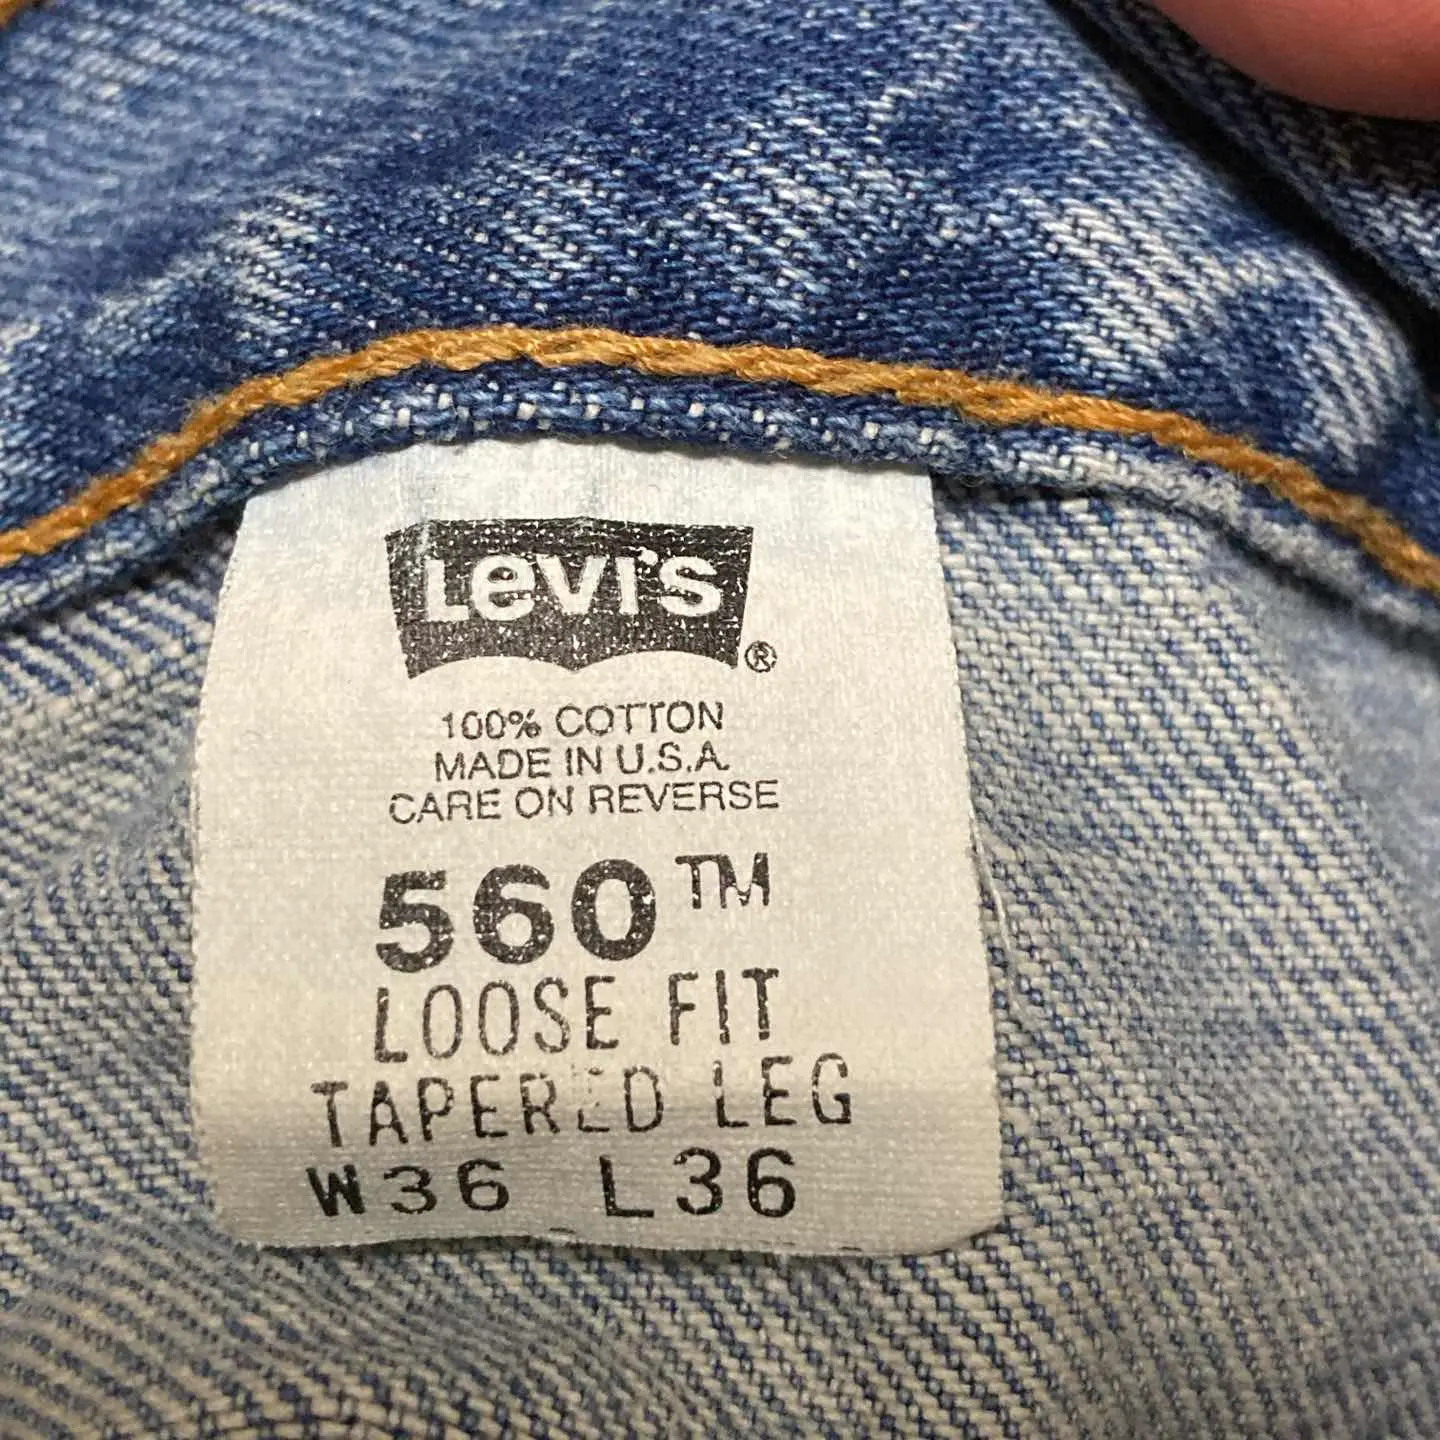 Levi's ®
100% COTTON
MADE IN U.S.A.
CARE ON REVERSE
560™
LOOSE FIT
TAPERED LEG
W36 L36